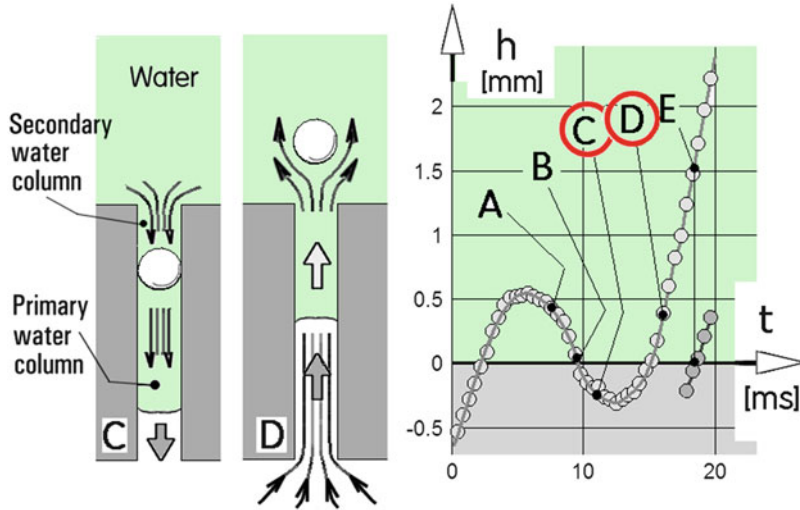 Water
Secondary
water
column
Primary
water
column
C
D
h
[mm]
2
1.5
1
0.5
0
-0.5
A
B
C
D
E
t
[ms]
0
10
20